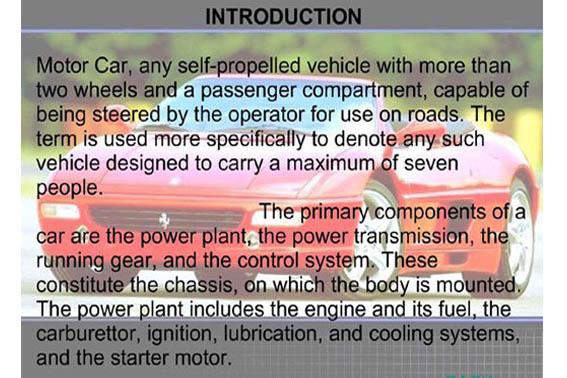 INTRODUCTION
Motor Car, any self-propelled vehicle with more than
two wheels and a passenger compartment, capable of
being steered by the operator for use on roads. The
term is used more specifically to denote any such
vehicle designed to carry a maximum of seven
people.
The primary components of a
car are the power plant, the power transmission, the
running gear, and the control system. These
constitute the chassis, on which the body is mounted.
The power plant includes the engine and its fuel, the
carburettor, ignition, lubrication, and cooling systems,
and the starter motor.